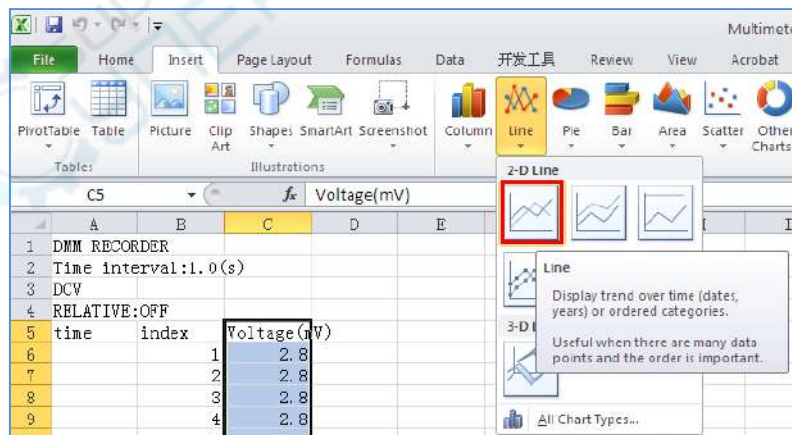 Multimete
File Home Insert Page Layout Formulas Data 开发工具 Review View Acrobat
PivotTable Table Picture Clip Art Shapes SmartArt Screenshot Column Line Pie Bar Area Scatter Other Charts
Tables Illustrations
2-D Line
C5 fx Voltage(mV)
A B C D E I
1 DMM RECORDER
2 Time interval:1.0(s)
3 DCV
4 RELATIVE:OFF
5 time index Voltage(mV)
6 1 2.8
7 2 2.8
8 3 2.8
9 4 2.8
Line
Display trend over time (dates,
years) or ordered categories.
Useful when there are many data
points and the order is important.
3-D L
All Chart Types...